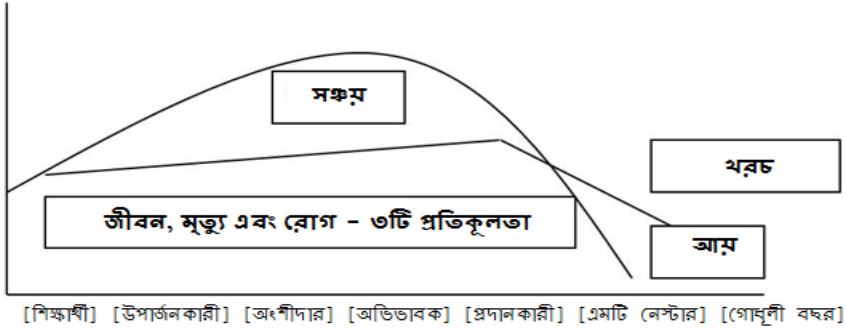 সঞ্চয়
খরচ
জীবন, মৃত্যু এবং রোগ – ৩টি প্রতিকূলতা
আয়
[শিক্ষার্থী] [উপার্জনকারী] [অংশীদার] [অভিভাবক] [প্রদানকারী] [এমটি নেস্টার] [গোধূলী বছর]